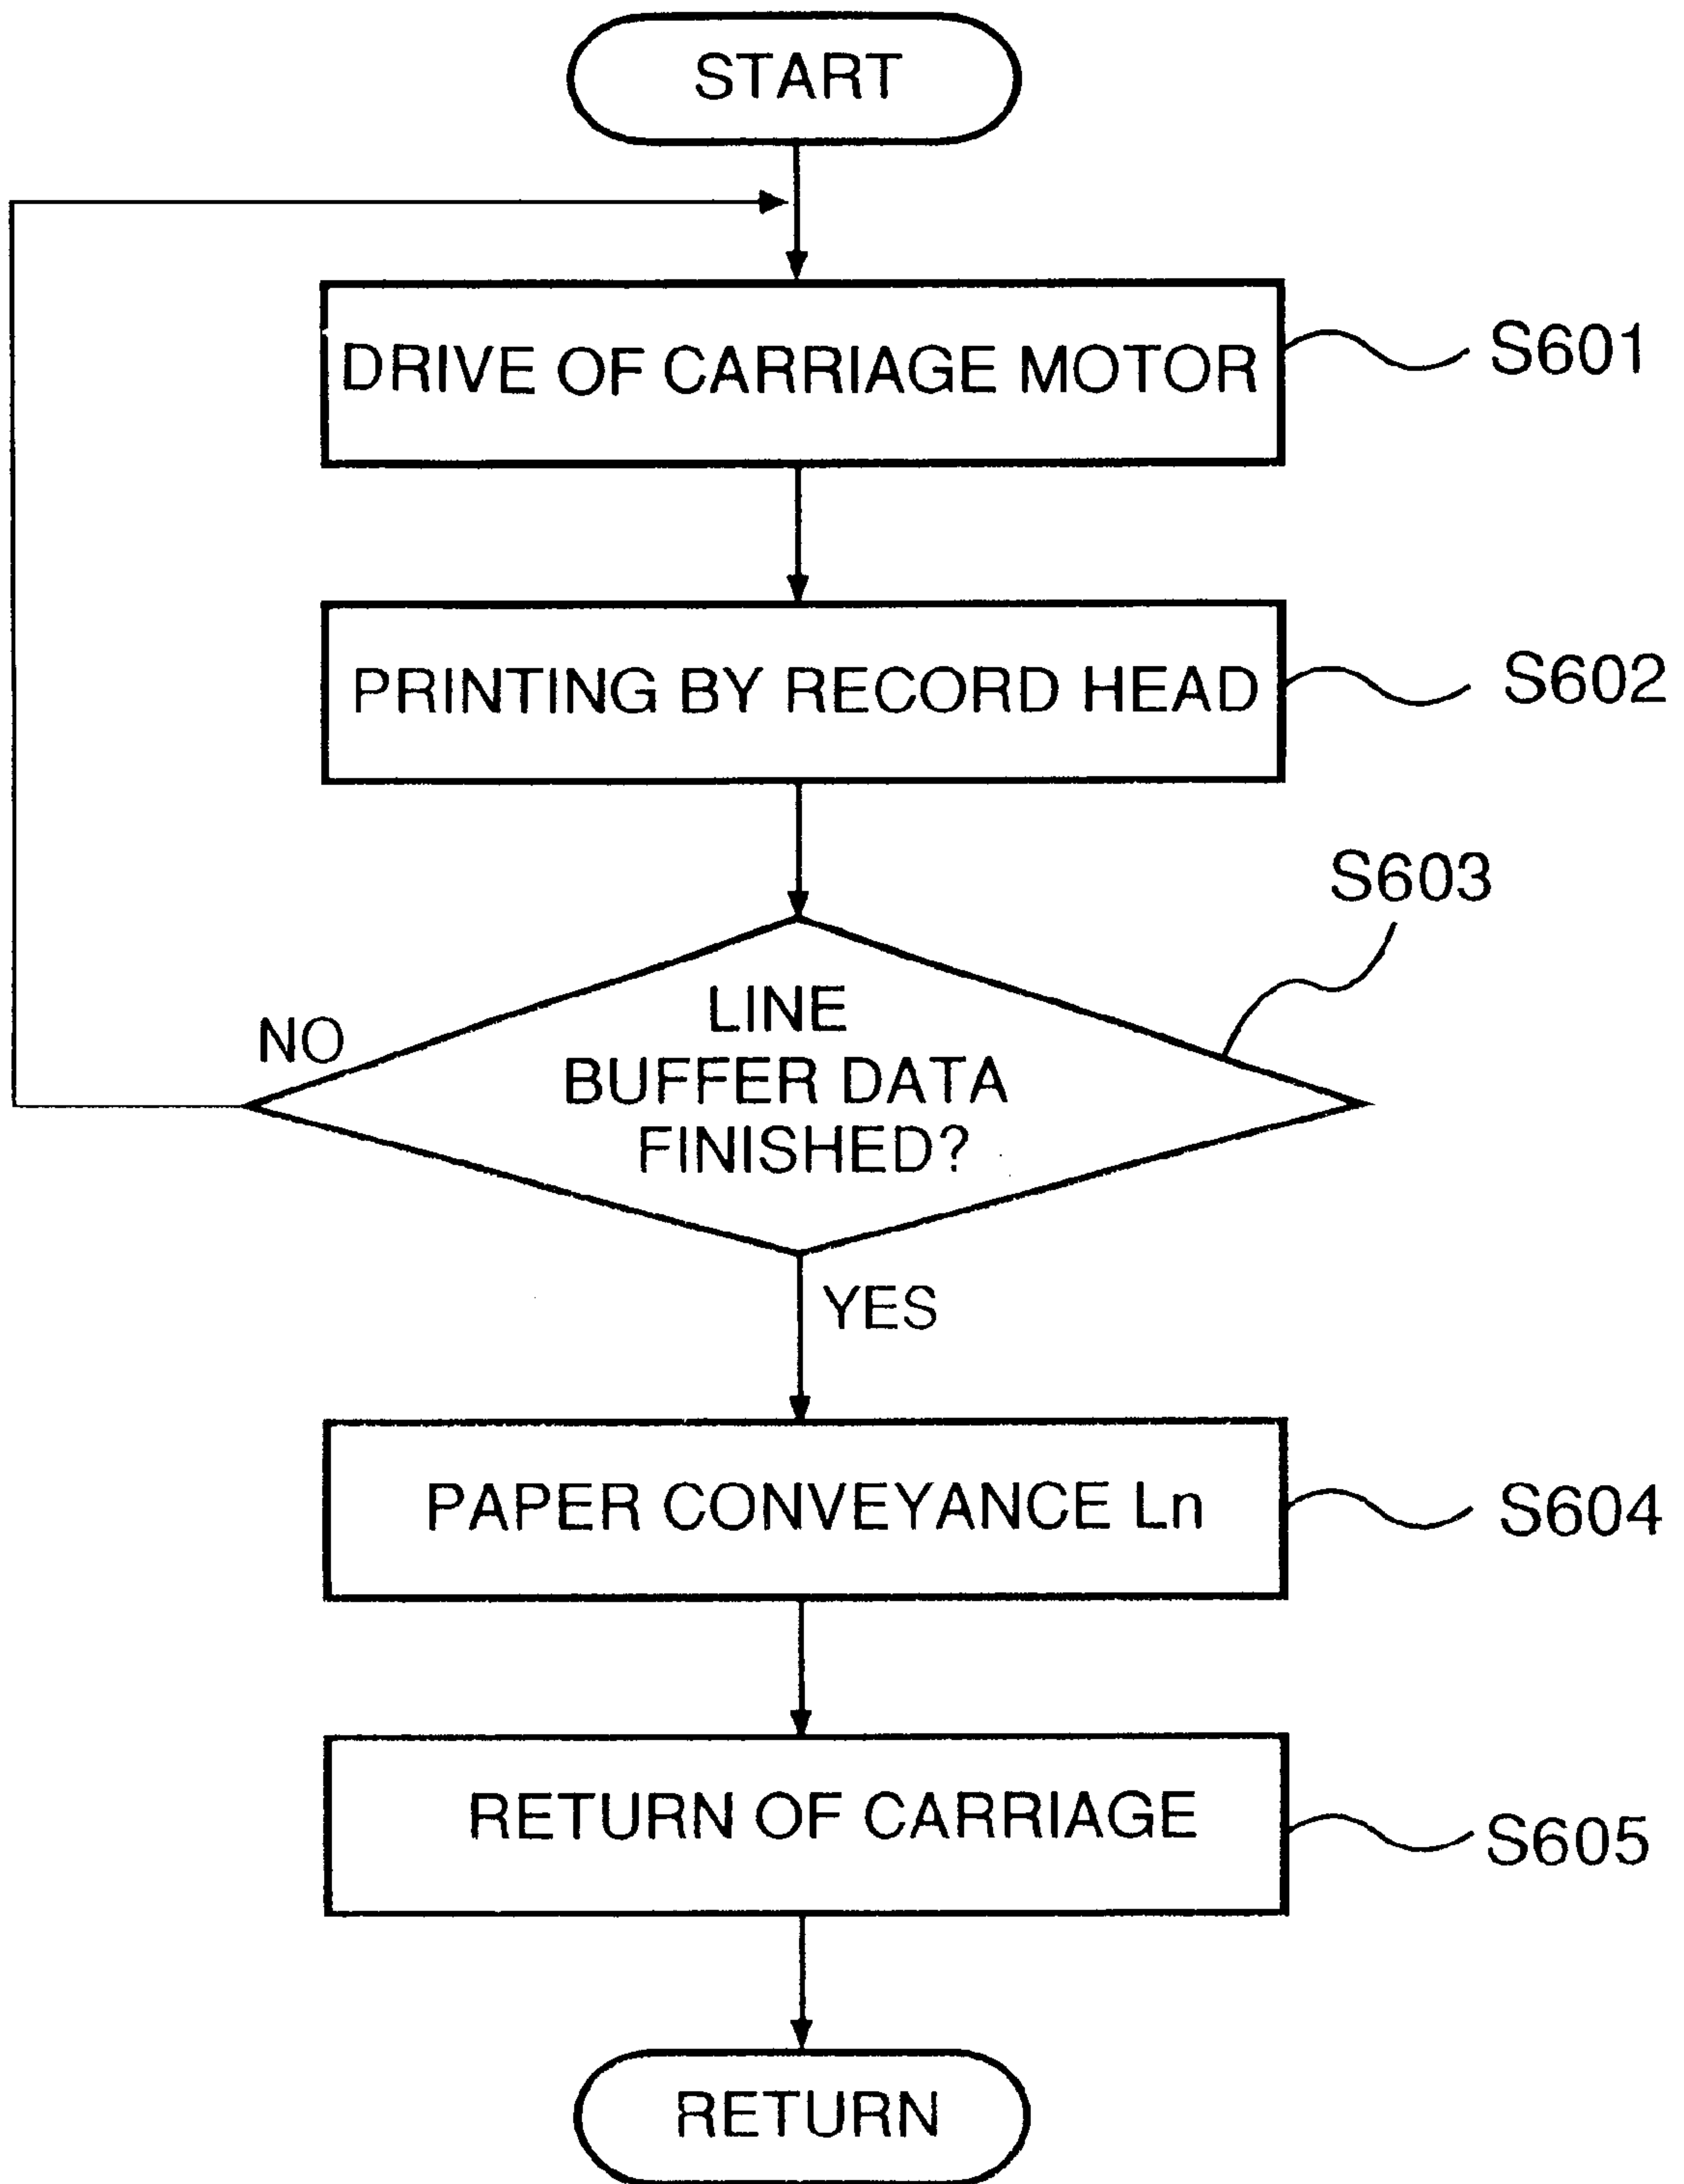 START
DRIVE OF CARRIAGE MOTOR
S601
PRINTING BY RECORD HEAD
S602
S603
LINE
BUFFER DATA
FINISHED?
NO
YES
PAPER CONVEYANCE Ln
S604
RETURN OF CARRIAGE
S605
RETURN